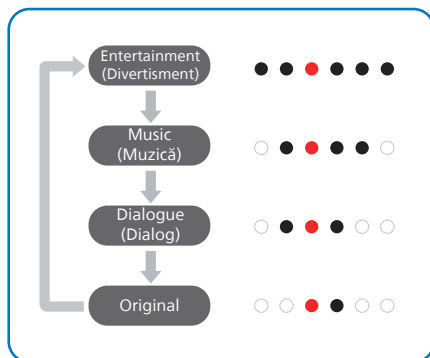 Entertainment
(Divertisment)
Music
(Muzică)
Dialogue
(Dialog)
Original